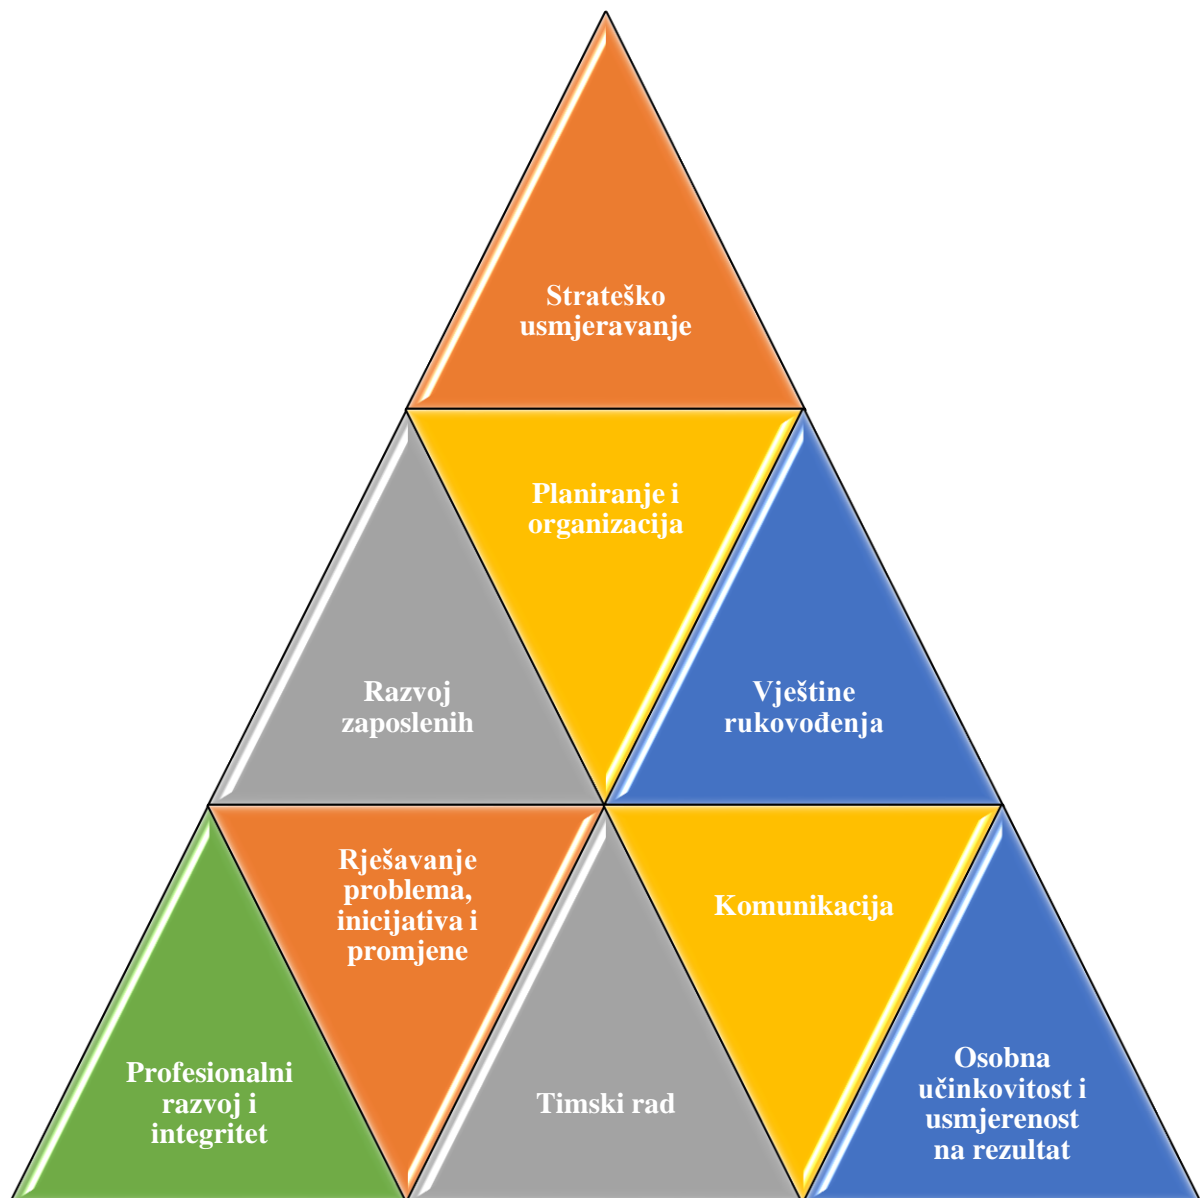 Strateško
usmjeravanje
Planiranje i
organizacija
Razvoj
zaposlenih
Vještine
rukovođenja
Rješavanje
problema,
inicijativa i
promjene
Komunikacija
Profesionalni
razvoj i
integritet
Timski rad
Osobna
učinkovitost i
usmjerenost
na rezultat